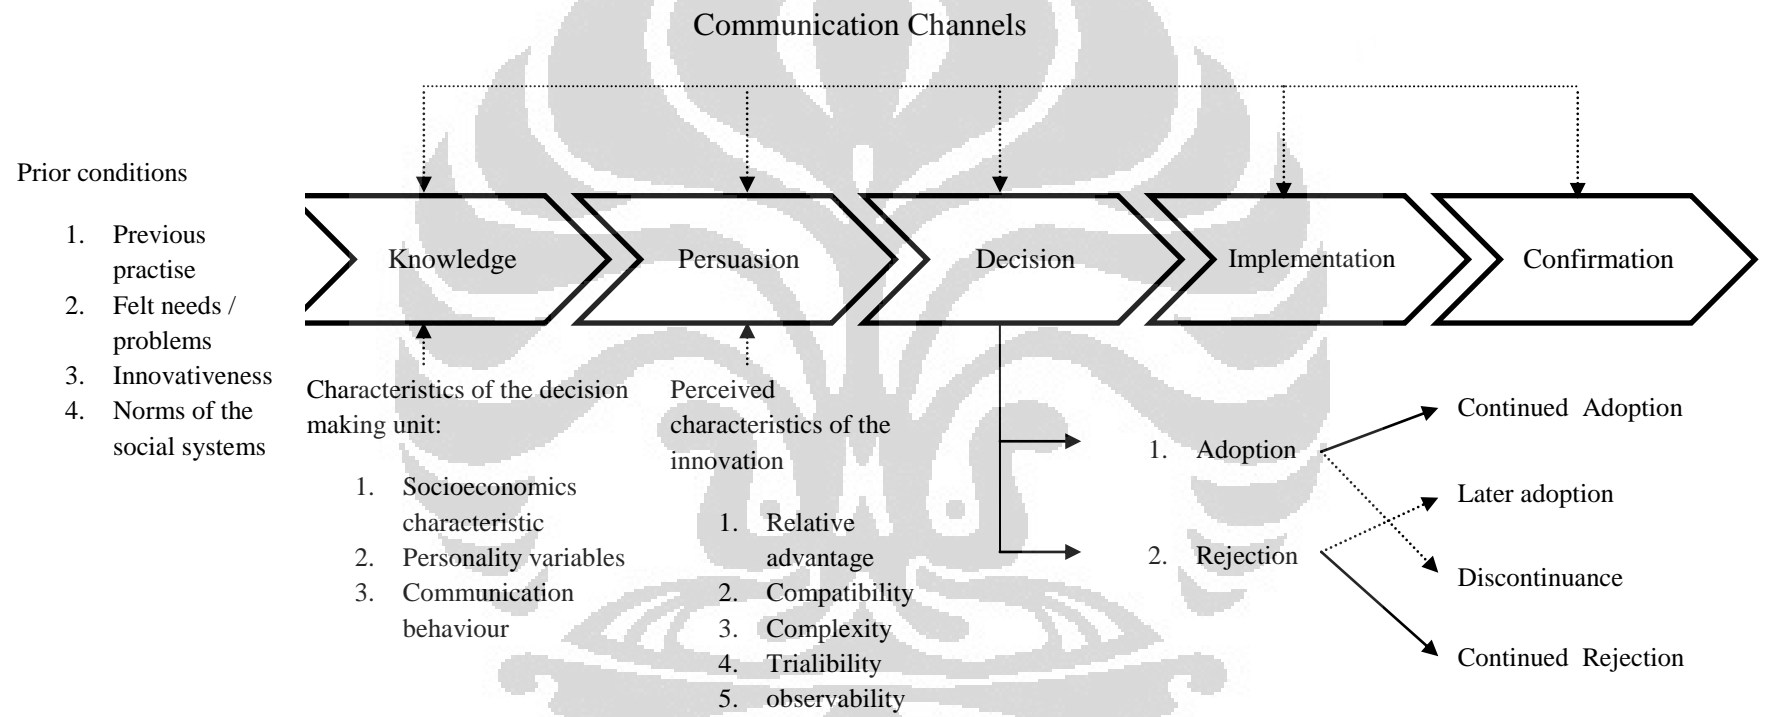 Communication Channels
Prior conditions
1. Previous
practise
2. Felt needs /
problems
3. Innovativeness
4. Norms of the
social systems
Knowledge
Persuasion
Decision
Implementation
Confirmation
Characteristics of the decision
making unit:
1. Socioeconomics
characteristic
2. Personality variables
3. Communication
behaviour
Perceived
characteristics of the
innovation
1. Relative
advantage
2. Compatibility
3. Complexity
4. Trialibility
5. observability
1. Adoption
2. Rejection
Continued Adoption
Later adoption
Discontinuance
Continued Rejection